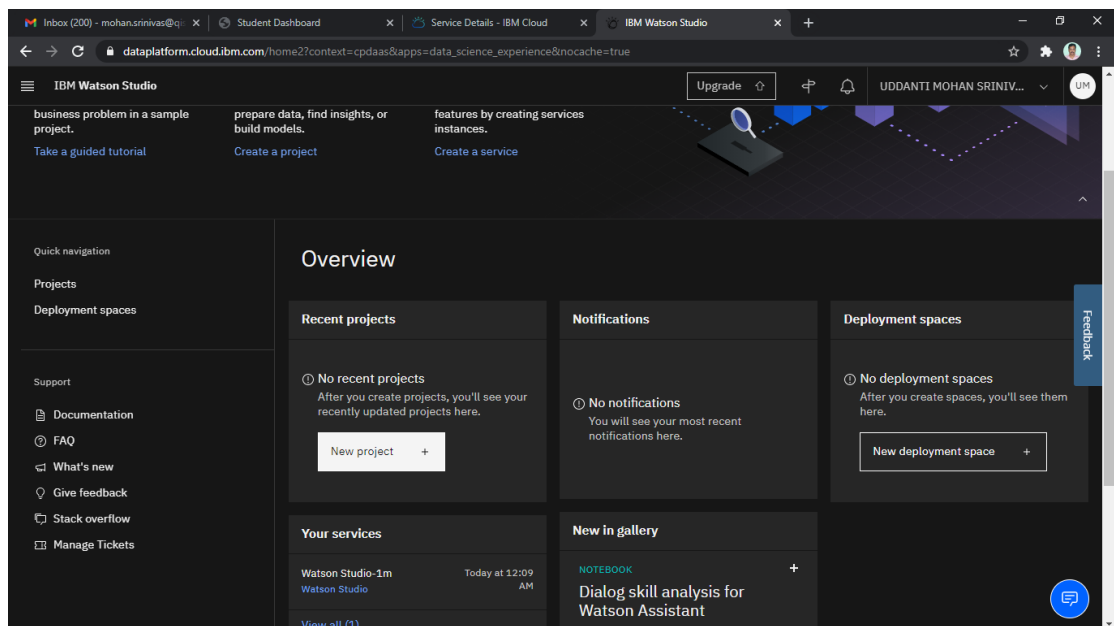 Inbox (200) - mohan.srinivas@qi
Student Dashboard
Service Details - IBM Cloud
IBM Watson Studio
dataplatform.cloud.ibm.com/home2?context=cpdaas&apps=data_science_experience&nocache=true
IBM Watson Studio
Upgrade
UDDANTI MOHAN SRINIV...
UM
business problem in a sample
project.
Take a guided tutorial
prepare data, find insights, or
build models.
Create a project
features by creating services
instances.
Create a service
Quick navigation
Projects
Deployment spaces
Support
Documentation
FAQ
What's new
Give feedback
Stack overflow
Manage Tickets
Overview
Recent projects
No recent projects
After you create projects, you'll see your
recently updated projects here.
New project +
Notifications
No notifications
You will see your most recent
notifications here.
Deployment spaces
No deployment spaces
After you create spaces, you'll see them
here.
New deployment space +
Feedback
Your services
Watson Studio-1m
Watson Studio
Today at 12:09
AM
View all (1)
New in gallery
NOTEBOOK
Dialog skill analysis for
Watson Assistant